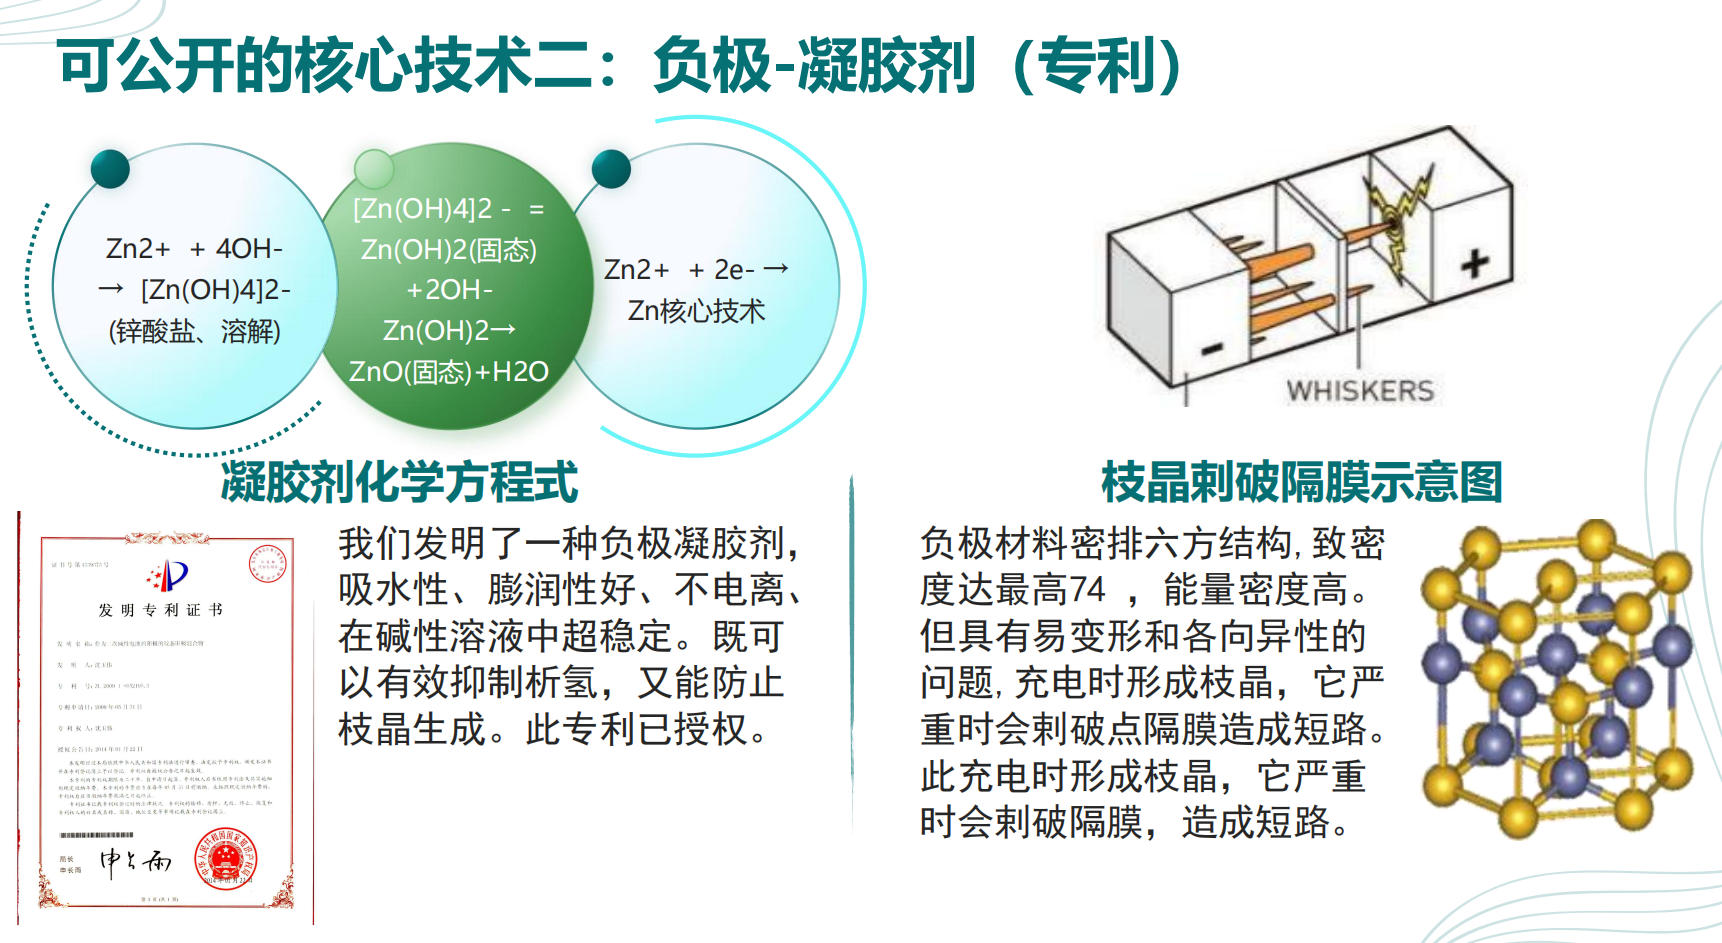 可公开的核心技术二：负极-凝胶剂（专利）
Zn2+ + 4OH-
→ [Zn(OH)4]2-
(锌酸盐、溶解)
[Zn(OH)4]2 - =
Zn(OH)2(固态)
+2OH-
Zn(OH)2→
ZnO(固态)+H2O
Zn2+ + 2e-→
Zn核心技术
WHISKERS
凝胶剂化学方程式
枝晶刺破隔膜示意图
发明专利证书
局长
申长雨
我们发明了一种负极凝胶剂，
吸水性、膨润性好、不电离、
在碱性溶液中超稳定。既可
以有效抑制析氢，又能防止
枝晶生成。此专利已授权。
负极材料密排六方结构,致密
度达最高74 ，能量密度高。
但具有易变形和各向异性的
问题,充电时形成枝晶，它严
重时会刺破点隔膜造成短路。
此充电时形成枝晶，它严重
时会刺破隔膜，造成短路。